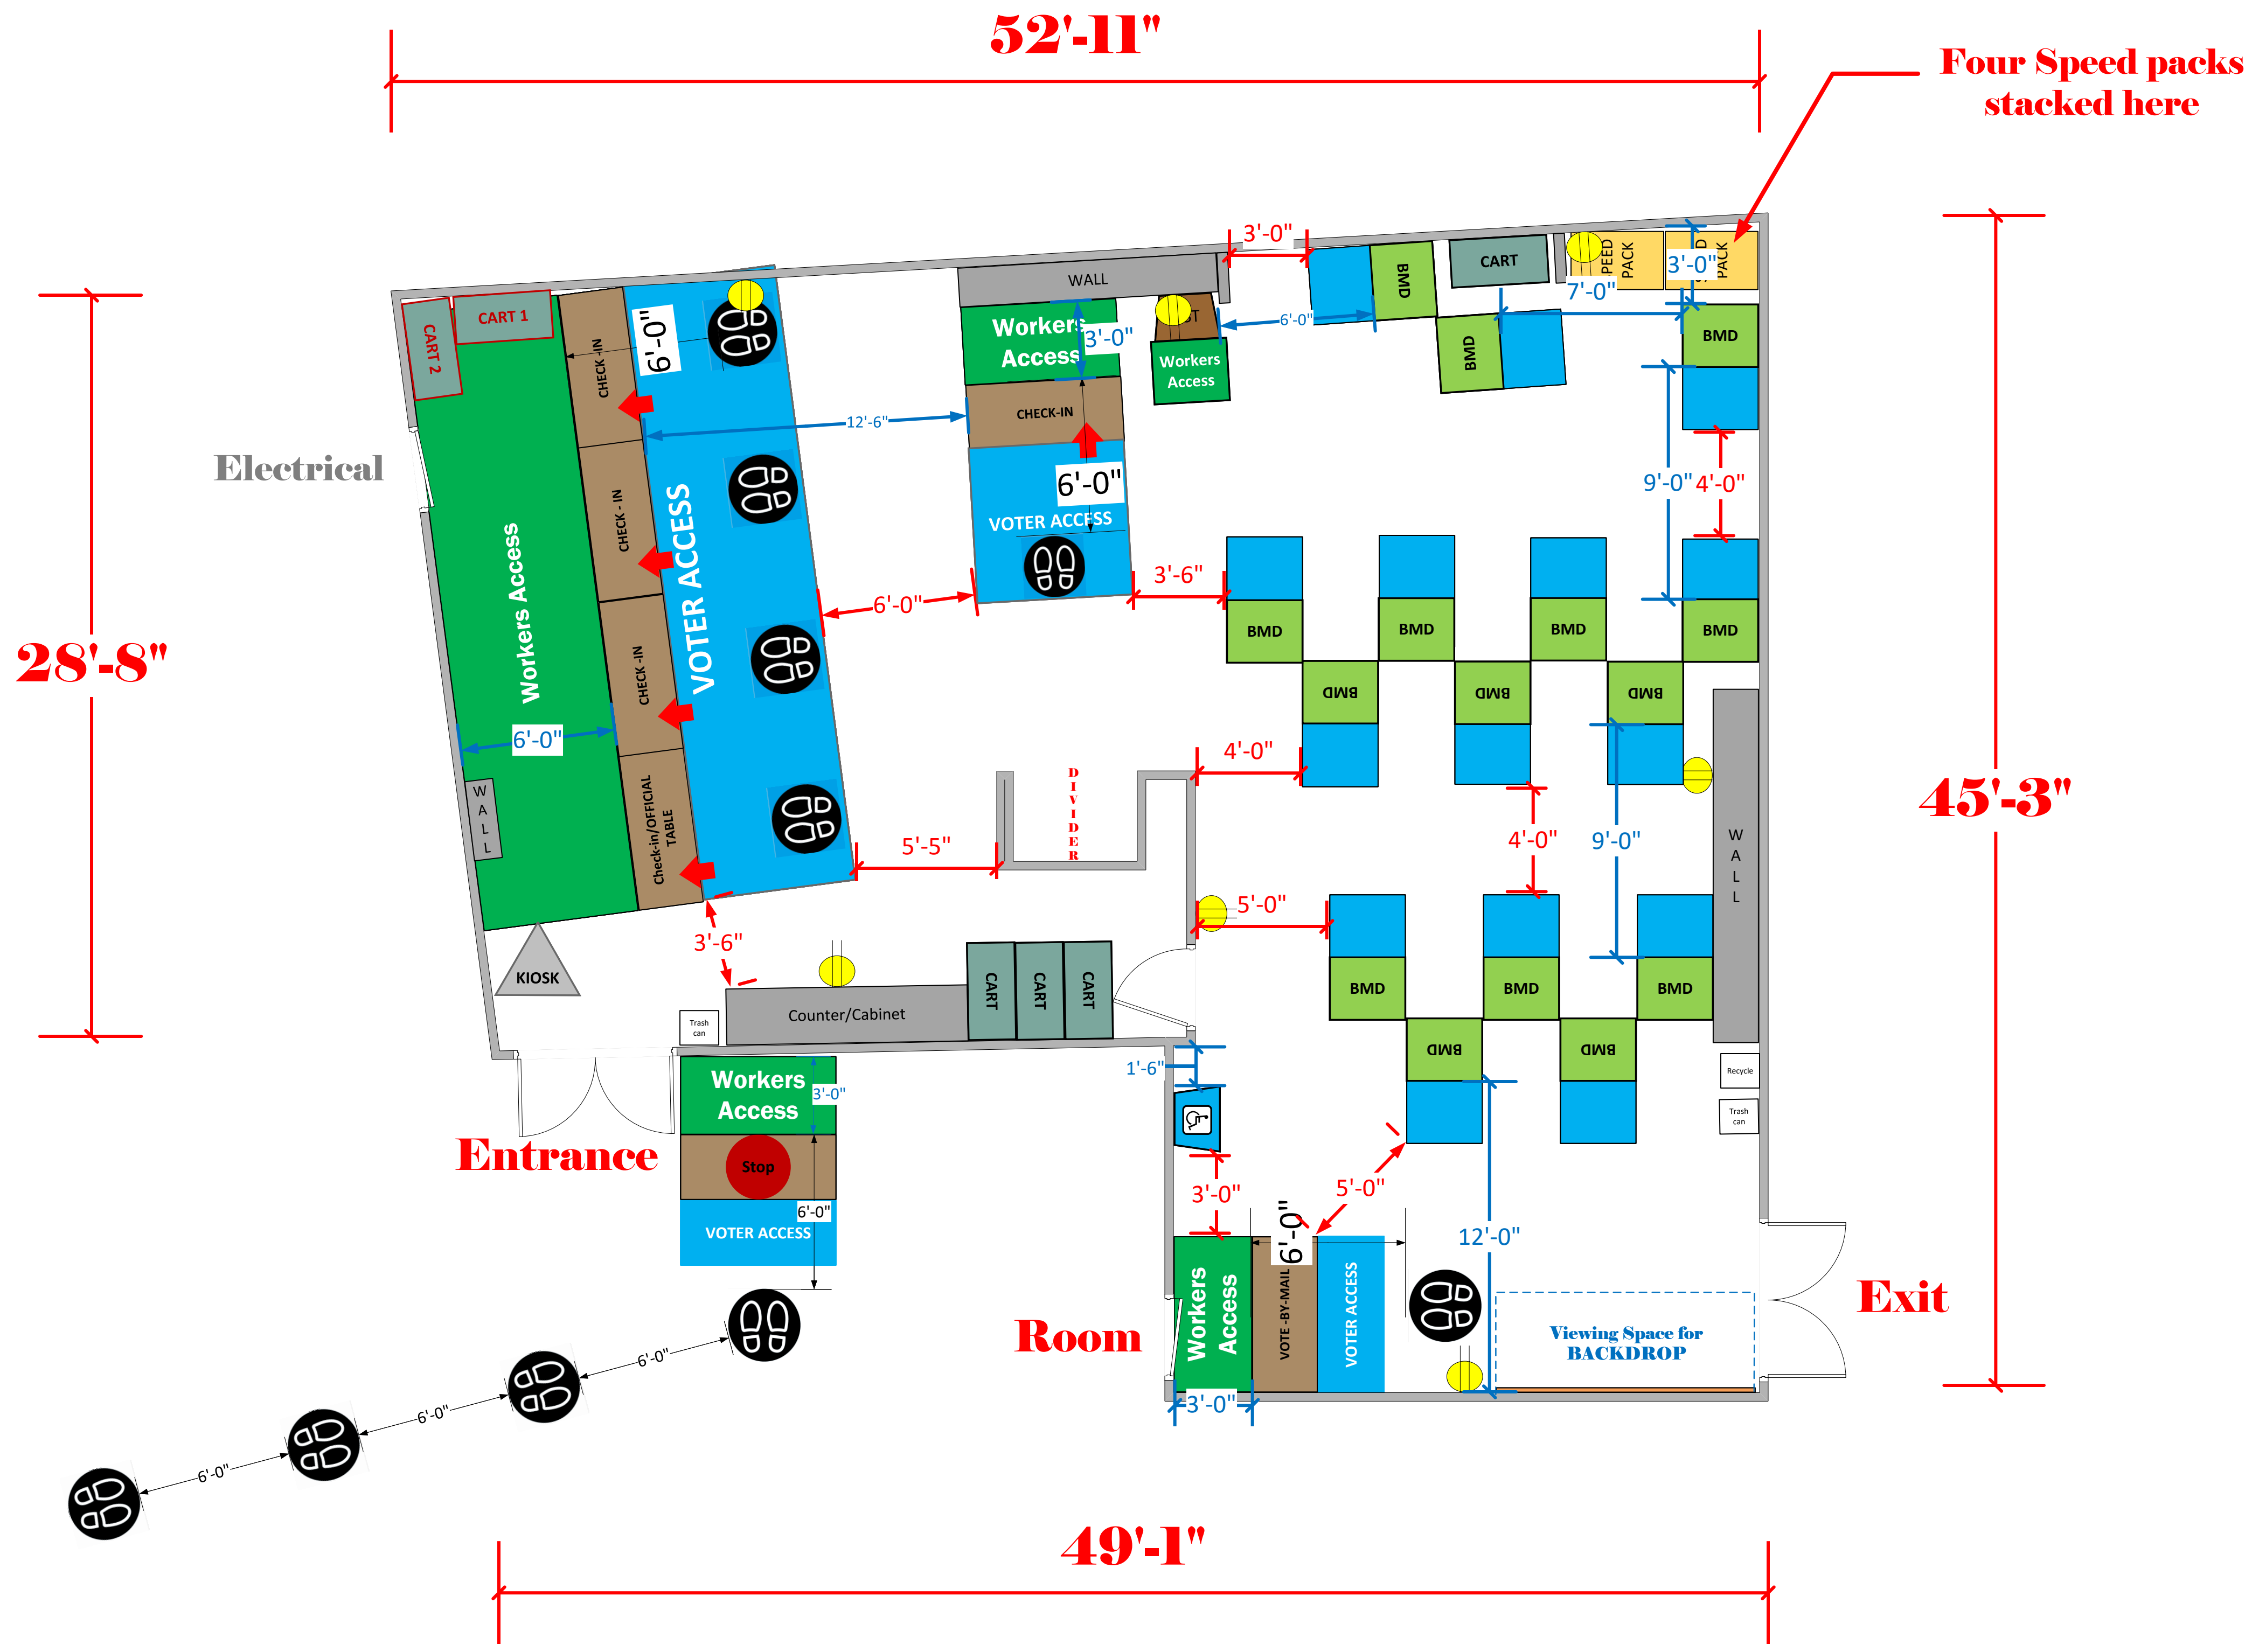 52'-11"
Four Speed packs
stacked here
3'-0"
WALL
BMD
CART
PEED
PACK
PACK
3'-0"
7'-0"
CART 1
CART 2
CHECK -IN
6'-0"
Workers
Access
3'-0"
Workers
Access
6'-0"
BMD
BMD
12'-6"
CHECK-IN
Electrical
CHECK - IN
VOTER ACCESS
6'-0"
VOTER ACCESS
9'-0"
4'-0"
Workers Access
3'-6"
6'-0"
BMD
BMD
BMD
BMD
28'-8"
CHECK -IN
BMD
BMD
BMD
6'-0"
4'-0"
WALL
Check-in/OFFICIAL
TABLE
DIVIDER
5'-5"
4'-0"
9'-0"
WALL
45'-3"
3'-6"
5'-0"
KIOSK
CART
CART
CART
BMD
BMD
BMD
Trash
can
Counter/Cabinet
BMD
BMD
1'-6"
Recycle
Trash
can
Workers
Access
3'-0"
Entrance
Stop
6'-0"
VOTER ACCESS
3'-0"
5'-0"
6'-0"
12'-0"
Workers
Access
VOTE -BY-MAIL
VOTER ACCESS
Exit
Room
Viewing Space for
BACKDROP
6'-0"
6'-0"
6'-0"
3'-0"
49'-1"